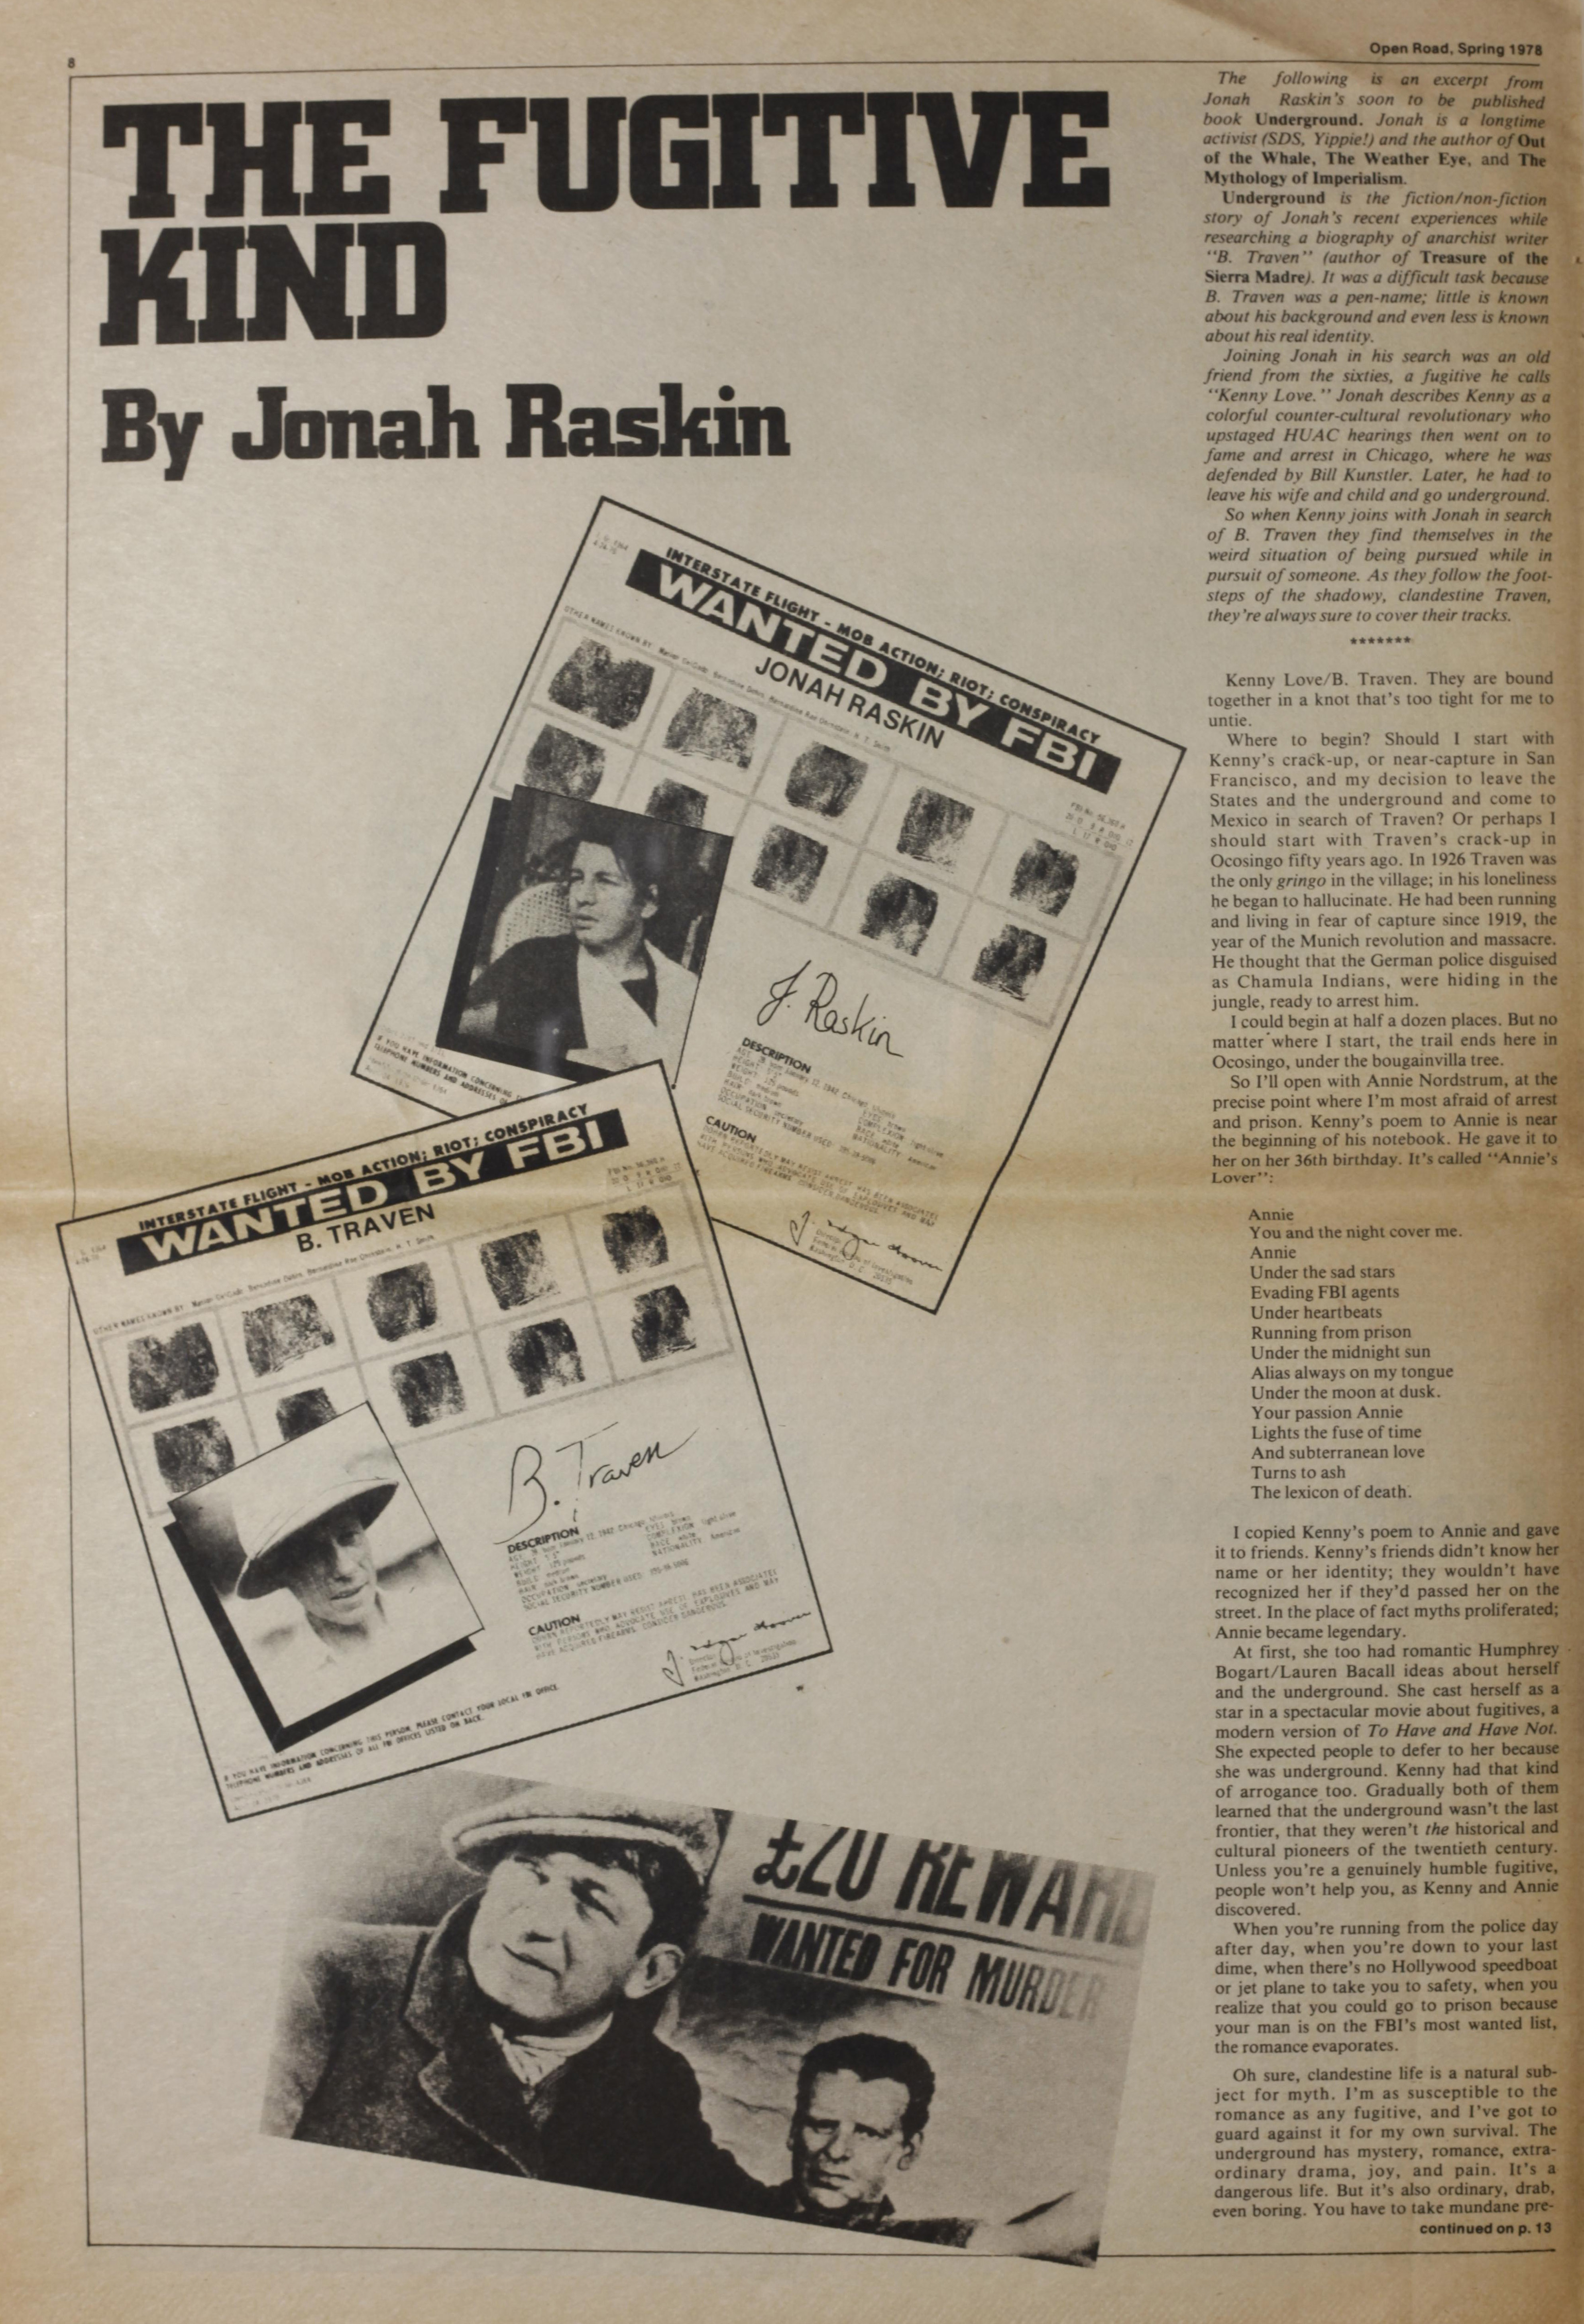 8
Open Road, Spring 1978
THE FUGITIVE
KIND
By Jonah Raskin
INTERSTATE FLIGHT - MOB ACTION; RIOT; CONSPIRACY
WANTED BY FBI
JONAH RASKIN
OTHER NAMES KNOWN BY:
J. Raskin
DESCRIPTION
CAUTION
J. Edgar Hoover
IF YOU HAVE INFORMATION CONCERNING
TELEPHONE NUMBERS AND ADDRESSES OF
INTERSTATE FLIGHT - MOB ACTION; RIOT; CONSPIRACY
WANTED BY FBI
B. TRAVEN
OTHER NAMES KNOWN BY:
B. Traven
DESCRIPTION
CAUTION
J. Edgar Hoover
IF YOU HAVE INFORMATION CONCERNING THIS PERSON, PLEASE CONTACT YOUR LOCAL FBI OFFICE.
TELEPHONE NUMBERS AND ADDRESSES OF ALL FBI OFFICES LISTED ON BACK.
£20 REWARD
WANTED FOR MURDER
The following is an excerpt from
Jonah Raskin's soon to be published
book Underground. Jonah is a longtime
activist (SDS, Yippie!) and the author of Out
of the Whale, The Weather Eye, and The
Mythology of Imperialism.
Underground is the fiction/non-fiction
story of Jonah's recent experiences while
researching a biography of anarchist writer
"B. Traven" (author of Treasure of the
Sierra Madre). It was a difficult task because
B. Traven was a pen-name; little is known
about his background and even less is known
about his real identity.
Joining Jonah in his search was an old
friend from the sixties, a fugitive he calls
"Kenny Love." Jonah describes Kenny as a
colorful counter-cultural revolutionary who
upstaged HUAC hearings then went on to
fame and arrest in Chicago, where he was
defended by Bill Kunstler. Later, he had to
leave his wife and child and go underground.
So when Kenny joins with Jonah in search
of B. Traven they find themselves in the
weird situation of being pursued while in
pursuit of someone. As they follow the foot-
steps of the shadowy, clandestine Traven,
they're always sure to cover their tracks.
*******
Kenny Love/B. Traven. They are bound
together in a knot that's too tight for me to
untie.
Where to begin? Should I start with
Kenny's crack-up, or near-capture in San
Francisco, and my decision to leave the
States and the underground and come to
Mexico in search of Traven? Or perhaps I
should start with Traven's crack-up in
Ocosingo fifty years ago. In 1926 Traven was
the only gringo in the village; in his loneliness
he began to hallucinate. He had been running
and living in fear of capture since 1919, the
year of the Munich revolution and massacre.
He thought that the German police disguised
as Chamula Indians, were hiding in the
jungle, ready to arrest him.
I could begin at half a dozen places. But no
matter where I start, the trail ends here in
Ocosingo, under the bougainvilla tree.
So I'll open with Annie Nordstrum, at the
precise point where I'm most afraid of arrest
and prison. Kenny's poem to Annie is near
the beginning of his notebook. He gave it to
her on her 36th birthday. It's called "Annie's
Lover":
Annie
You and the night cover me.
Annie
Under the sad stars
Evading FBI agents
Under heartbeats
Running from prison
Under the midnight sun
Alias always on my tongue
Under the moon at dusk.
Your passion Annie
Lights the fuse of time
And subterranean love
Turns to ash
The lexicon of death.
I copied Kenny's poem to Annie and gave
it to friends. Kenny's friends didn't know her
name or her identity; they wouldn't have
recognized her if they'd passed her on the
street. In the place of fact myths proliferated;
Annie became legendary.
At first, she too had romantic Humphrey
Bogart/Lauren Bacall ideas about herself
and the underground. She cast herself as a
star in a spectacular movie about fugitives, a
modern version of To Have and Have Not.
She expected people to defer to her because
she was underground. Kenny had that kind
of arrogance too. Gradually both of them
learned that the underground wasn't the last
frontier, that they weren't the historical and
cultural pioneers of the twentieth century.
Unless you're a genuinely humble fugitive,
people won't help you, as Kenny and Annie
discovered.
When you're running from the police day
after day, when you're down to your last
dime, when there's no Hollywood speedboat
or jet plane to take you to safety, when you
realize that you could go to prison because
your man is on the FBI's most wanted list,
the romance evaporates.
Oh sure, clandestine life is a natural sub-
ject for myth. I'm as susceptible to the
romance as any fugitive, and I've got to
guard against it for my own survival. The
underground has mystery, romance, extra-
ordinary drama, joy, and pain. It's a
dangerous life. But it's also ordinary, drab,
even boring. You have to take mundane pre-
continued on p. 13